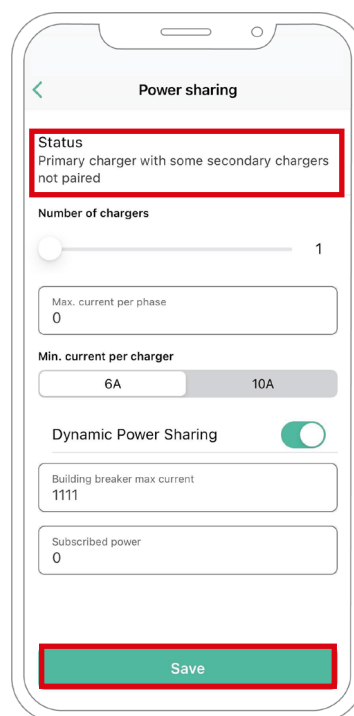 Power sharing
Status
Primary charger with some secondary chargers
not paired
Number of chargers
1
Max. current per phase
0
Min. current per charger
6A 10A
Dynamic Power Sharing
Building breaker max current
1111
Subscribed power
0
Save